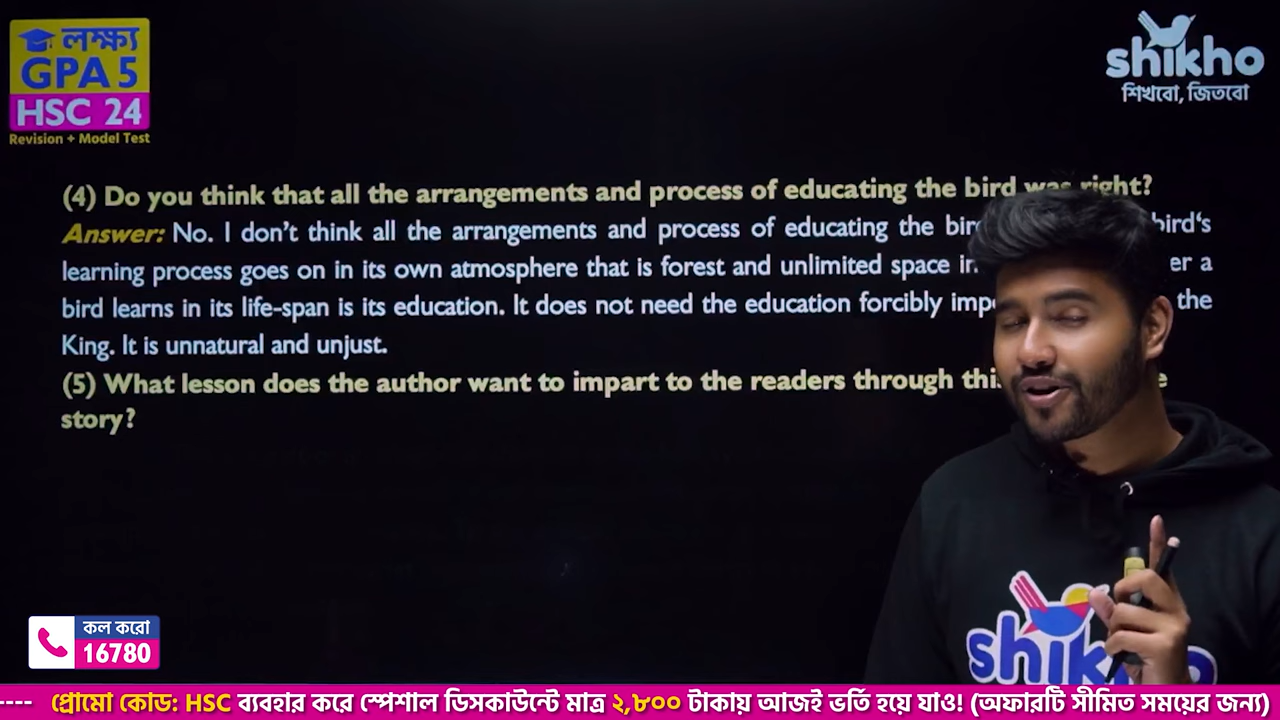 লক্ষ্য
GPA 5
HSC 24
Revision + Model Test
shikho
শিখবো, জিতবো
(4) Do you think that all the arrangements and process of educating the bird was right?
Answer: No. I don't think all the arrangements and process of educating the bird's
learning process goes on in its own atmosphere that is forest and unlimited space in a
bird learns in its life-span is its education. It does not need the education forcibly the
King. It is unnatural and unjust.
(5) What lesson does the author want to impart to the readers through
story?
shikho
কল করো
16780
প্রোমো কোড: HSC ব্যবহার করে স্পেশাল ডিসকাউন্টে মাত্র ২,৮০০ টাকায় আজই ভর্তি হয়ে যাও! (অফারটি সীমিত সময়ের জন্য)